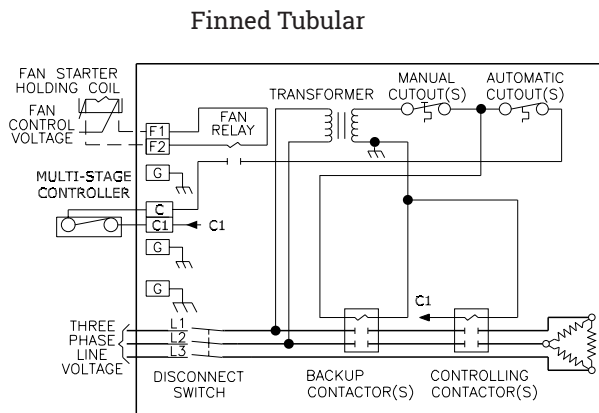 Finned Tubular
FAN STARTER
HOLDING COIL
FAN
CONTROL
VOLTAGE
F1
F2
FAN
RELAY
TRANSFORMER
MANUAL
CUTOUT(S)
AUTOMATIC
CUTOUT(S)
G
MULTI-STAGE
CONTROLLER
C
C1
C1
G
G
C1
THREE
PHASE
LINE
VOLTAGE
L1
L2
L3
DISCONNECT
SWITCH
BACKUP
CONTACTOR(S)
CONTROLLING
CONTACTOR(S)